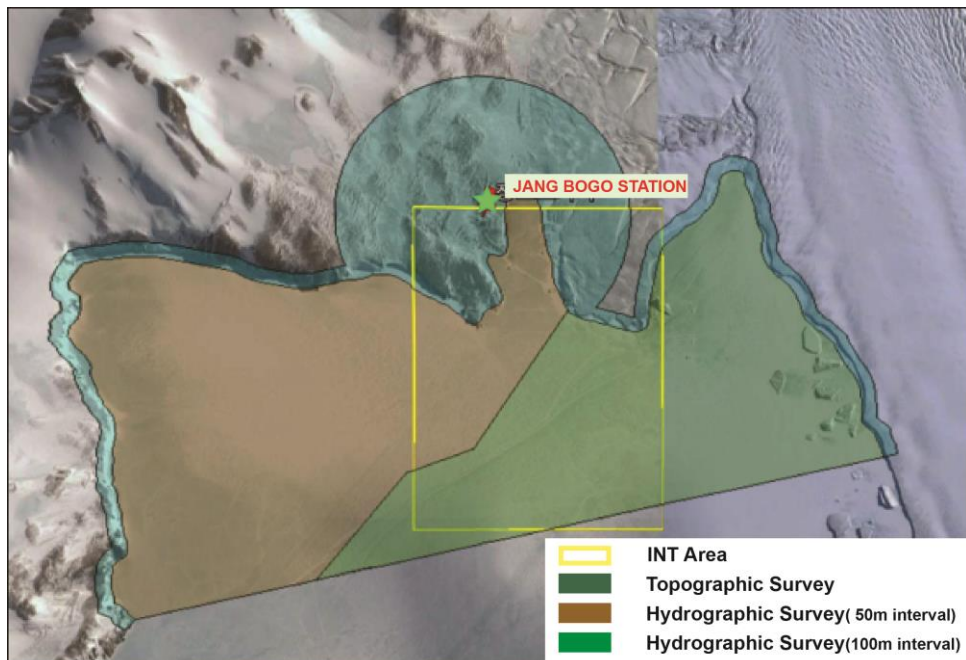 JANG BOGO STATION
INT Area
Topographic Survey
Hydrographic Survey( 50m interval)
Hydrographic Survey(100m interval)